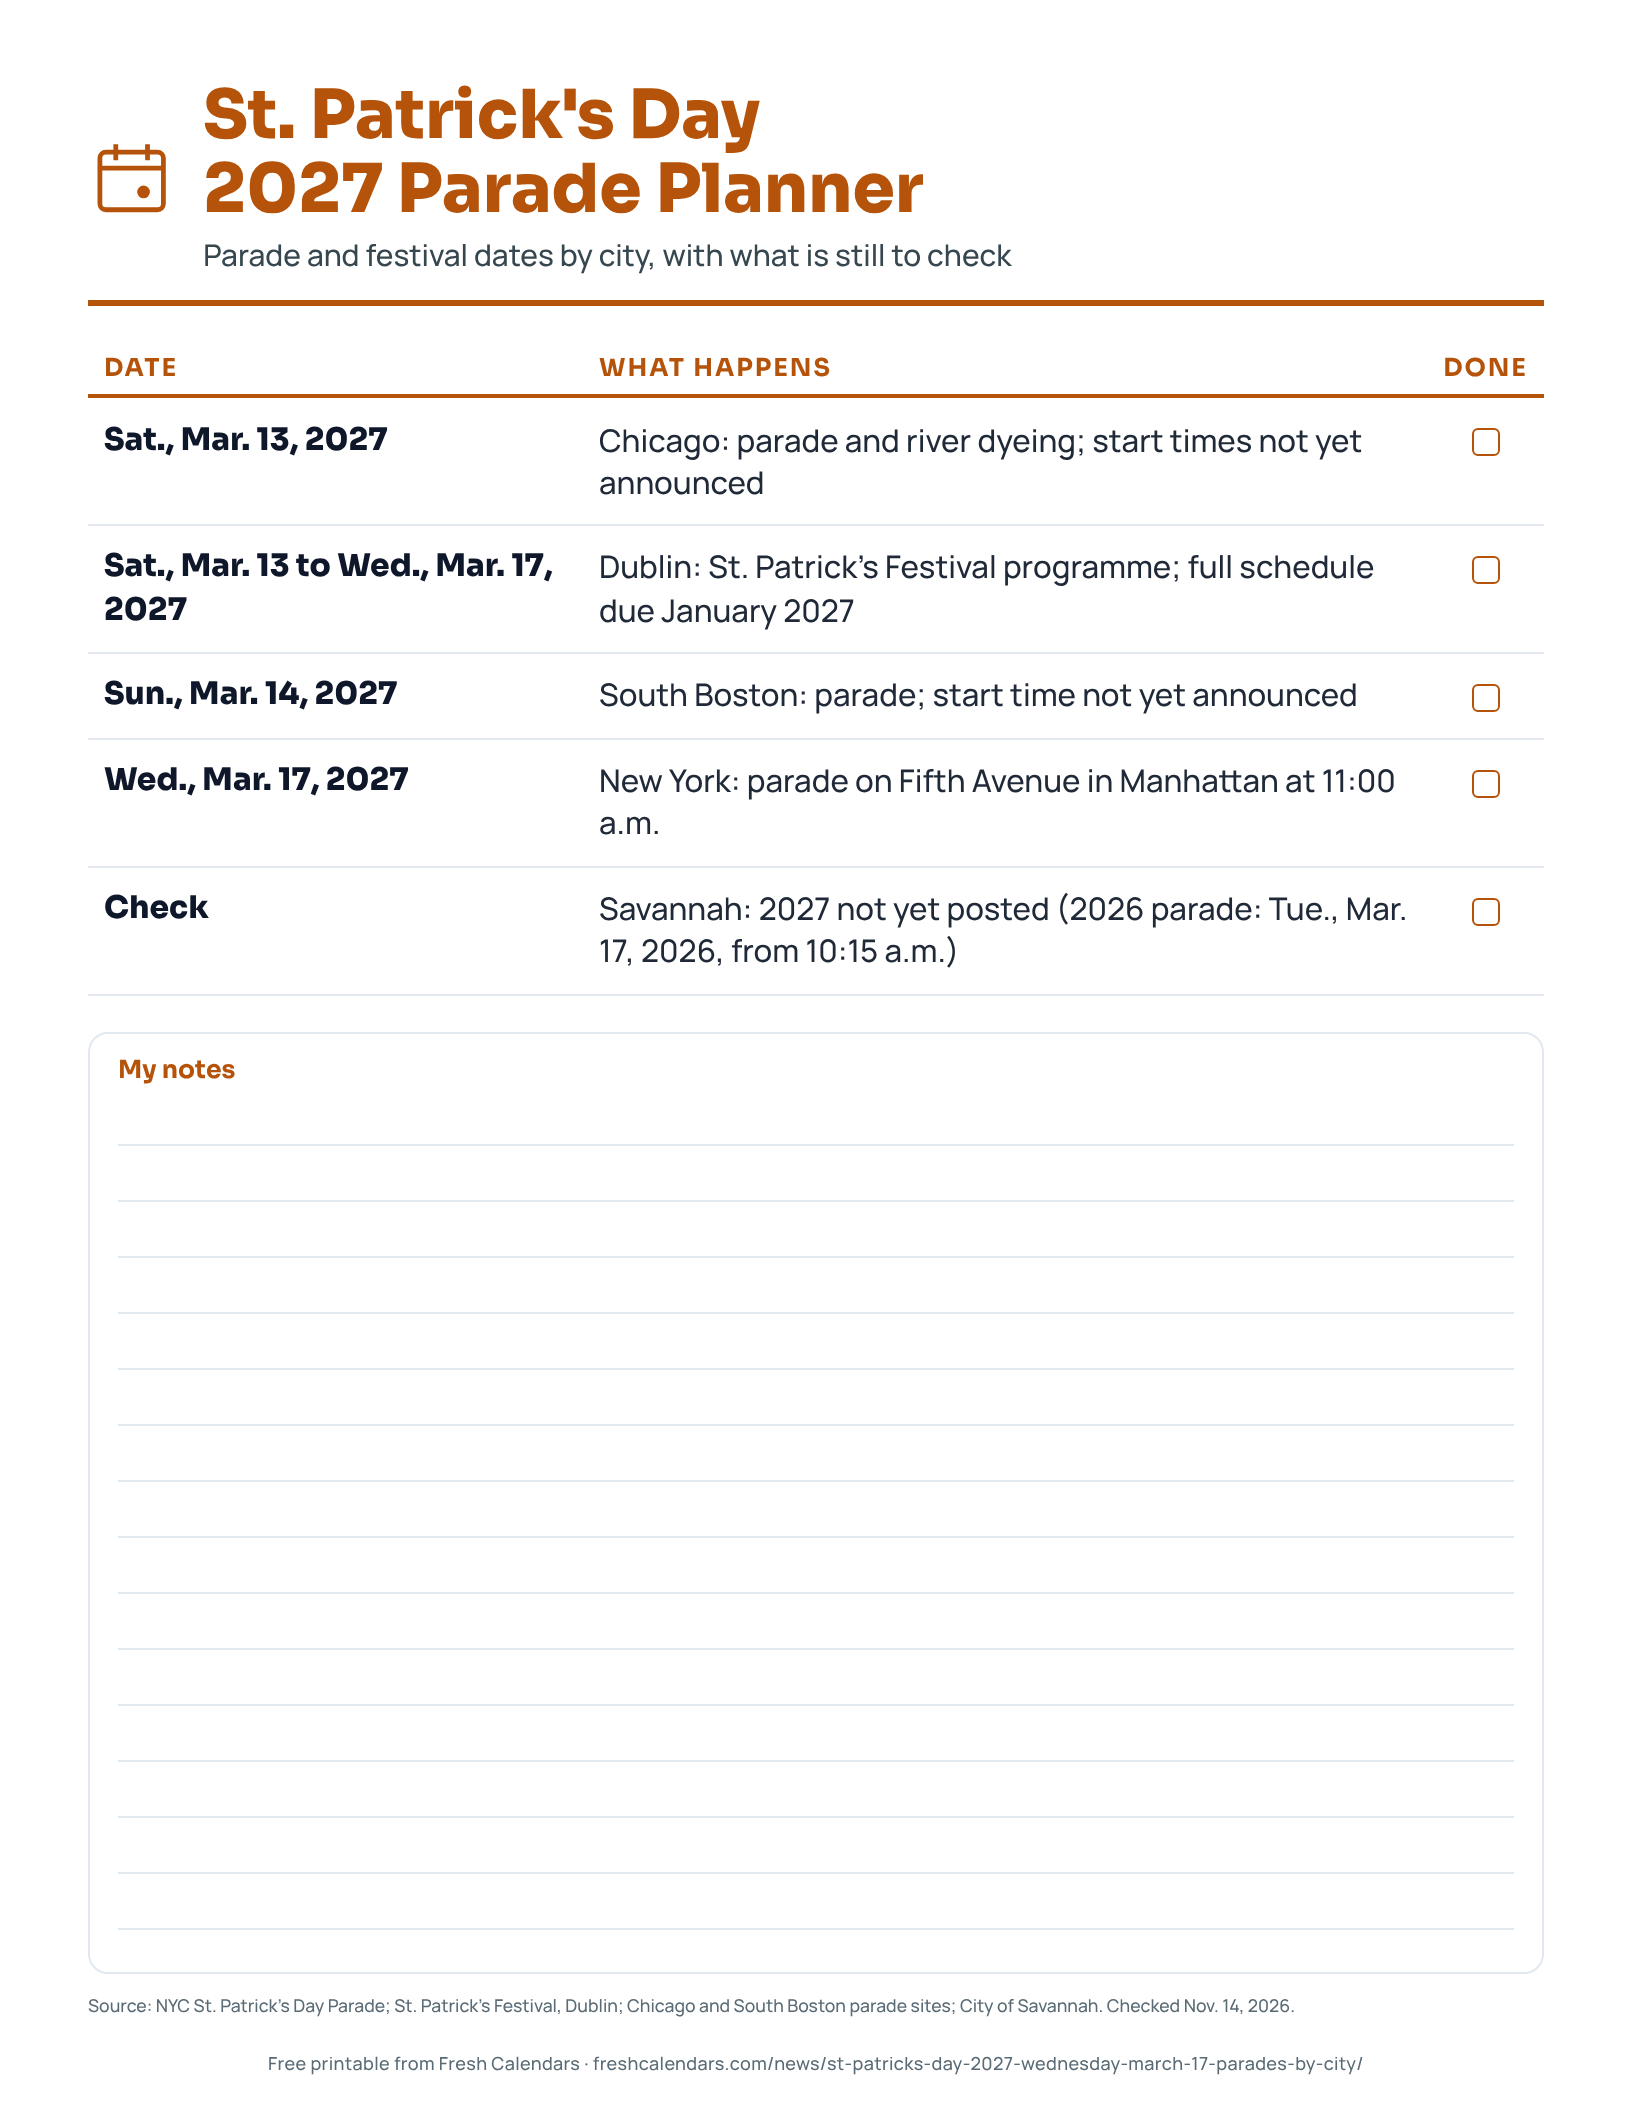 St. Patrick's Day
2027 Parade Planner
Parade and festival dates by city, with what is still to check
DATE WHAT HAPPENS DONE
Sat., Mar. 13, 2027 Chicago: parade and river dyeing; start times not yet
announced
Sat., Mar. 13 to Wed., Mar. 17, Dublin: St. Patrick’s Festival programme; full schedule
2027 due January 2027
Sun., Mar. 14, 2027 South Boston: parade; start time not yet announced
Wed., Mar. 17, 2027 New York: parade on Fifth Avenue in Manhattan at 11:00
a.m.
Check Savannah: 2027 not yet posted (2026 parade: Tue., Mar.
17, 2026, from 10:15 a.m.)
My notes
Source: NYC St. Patrick’s Day Parade; St. Patrick’s Festival, Dublin; Chicago and South Boston parade sites; City of Savannah. Checked Nov. 14, 2026.
Free printable from Fresh Calendars · freshcalendars.com/news/st-patricks-day-2027-wednesday-march-17-parades-by-city/